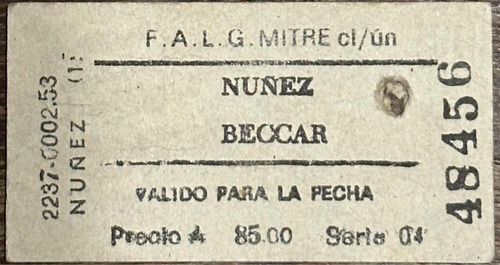 F. A. L. G. MITRE cl/ún
NUÑEZ
BECCAR
VALIDO PARA LA FECHA
Precio A 85.00 Serie 04
2237-0002.53
NUÑEZ (1)
48456